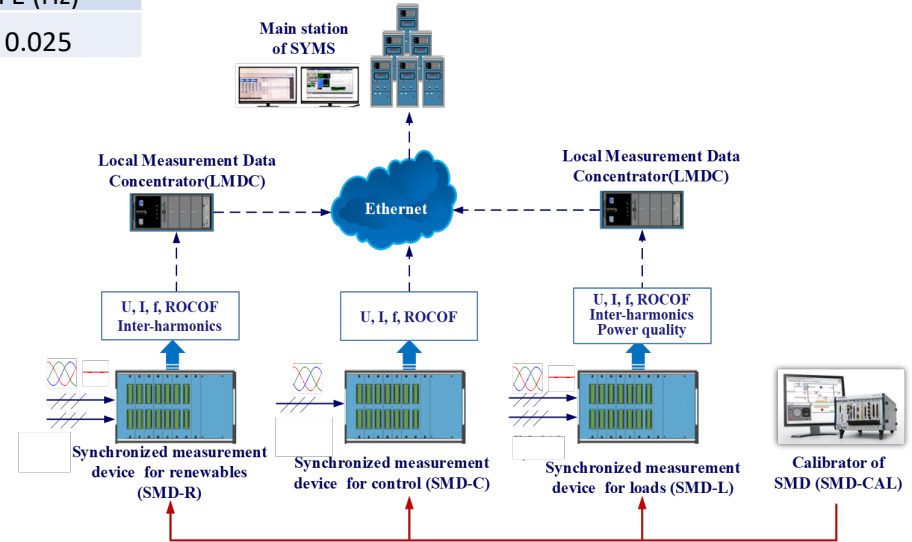 0.025
Main station
of SYMS
Local Measurement Data
Concentrator(LMDC)
Local Measurement Data
Concentrator(LMDC)
Ethernet
U, I, f, ROCOF
Inter-harmonics
U, I, f, ROCOF
U, I, f, ROCOF
Inter-harmonics
Power quality
Synchronized measurement
device for renewables
(SMD-R)
Synchronized measurement
device for control (SMD-C)
Synchronized measurement
device for loads (SMD-L)
Calibrator of
SMD (SMD-CAL)